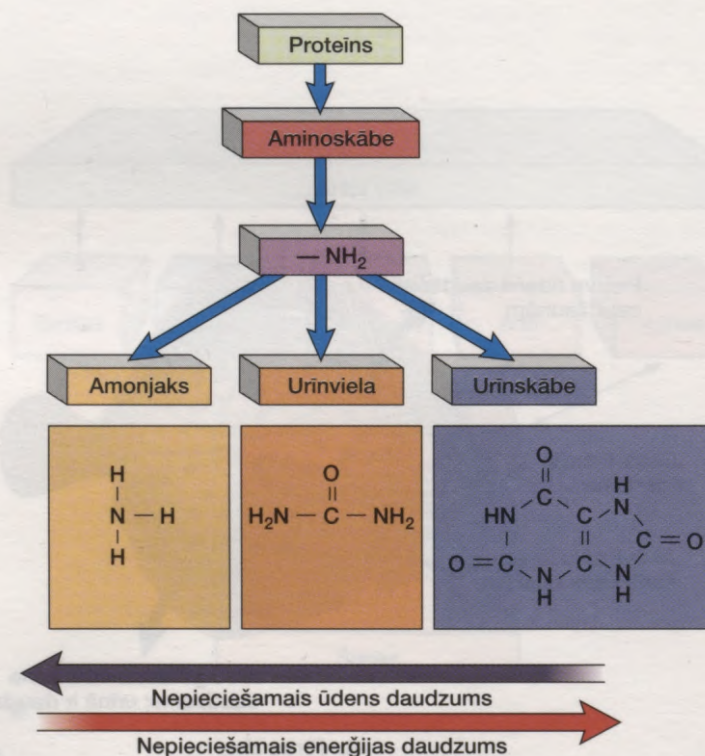 Proteīns
Aminoskābe
— NH₂
Amonjaks
Urīnviela
Urīnskābe
H
N — H
H
O
H₂N — C — NH₂
O
C
H
N
HN
C
C = O
O = C
C
N
H
N
H
Nepieciešamais ūdens daudzums
Nepieciešamais enerģijas daudzums